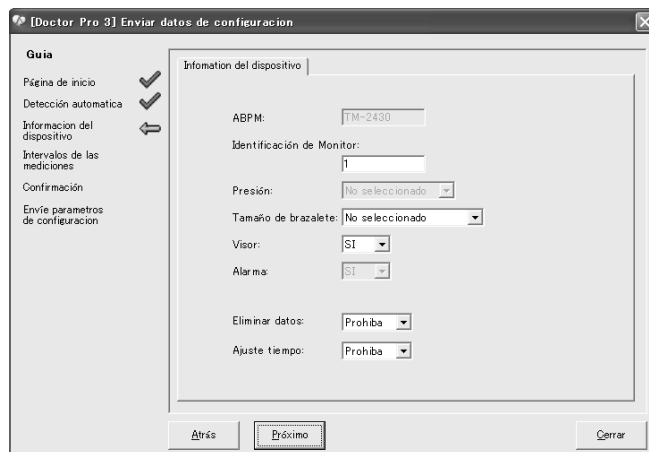 [Doctor Pro 3] Enviar datos de configuracion
Guia
Página de inicio
Detección automatica
Informacion del
dispositivo
Intervalos de las
mediciones
Confirmación
Envíe parametros
de configuracion
Infomation del dispositivo
ABPM: TM-2430
Identificación de Monitor:
1
Presión: No seleccionado
Tamaño de brazalete: No seleccionado
Visor: SI
Alarma: SI
Eliminar datos: Prohiba
Ajuste tiempo: Prohiba
Atrás Próximo Cerrar